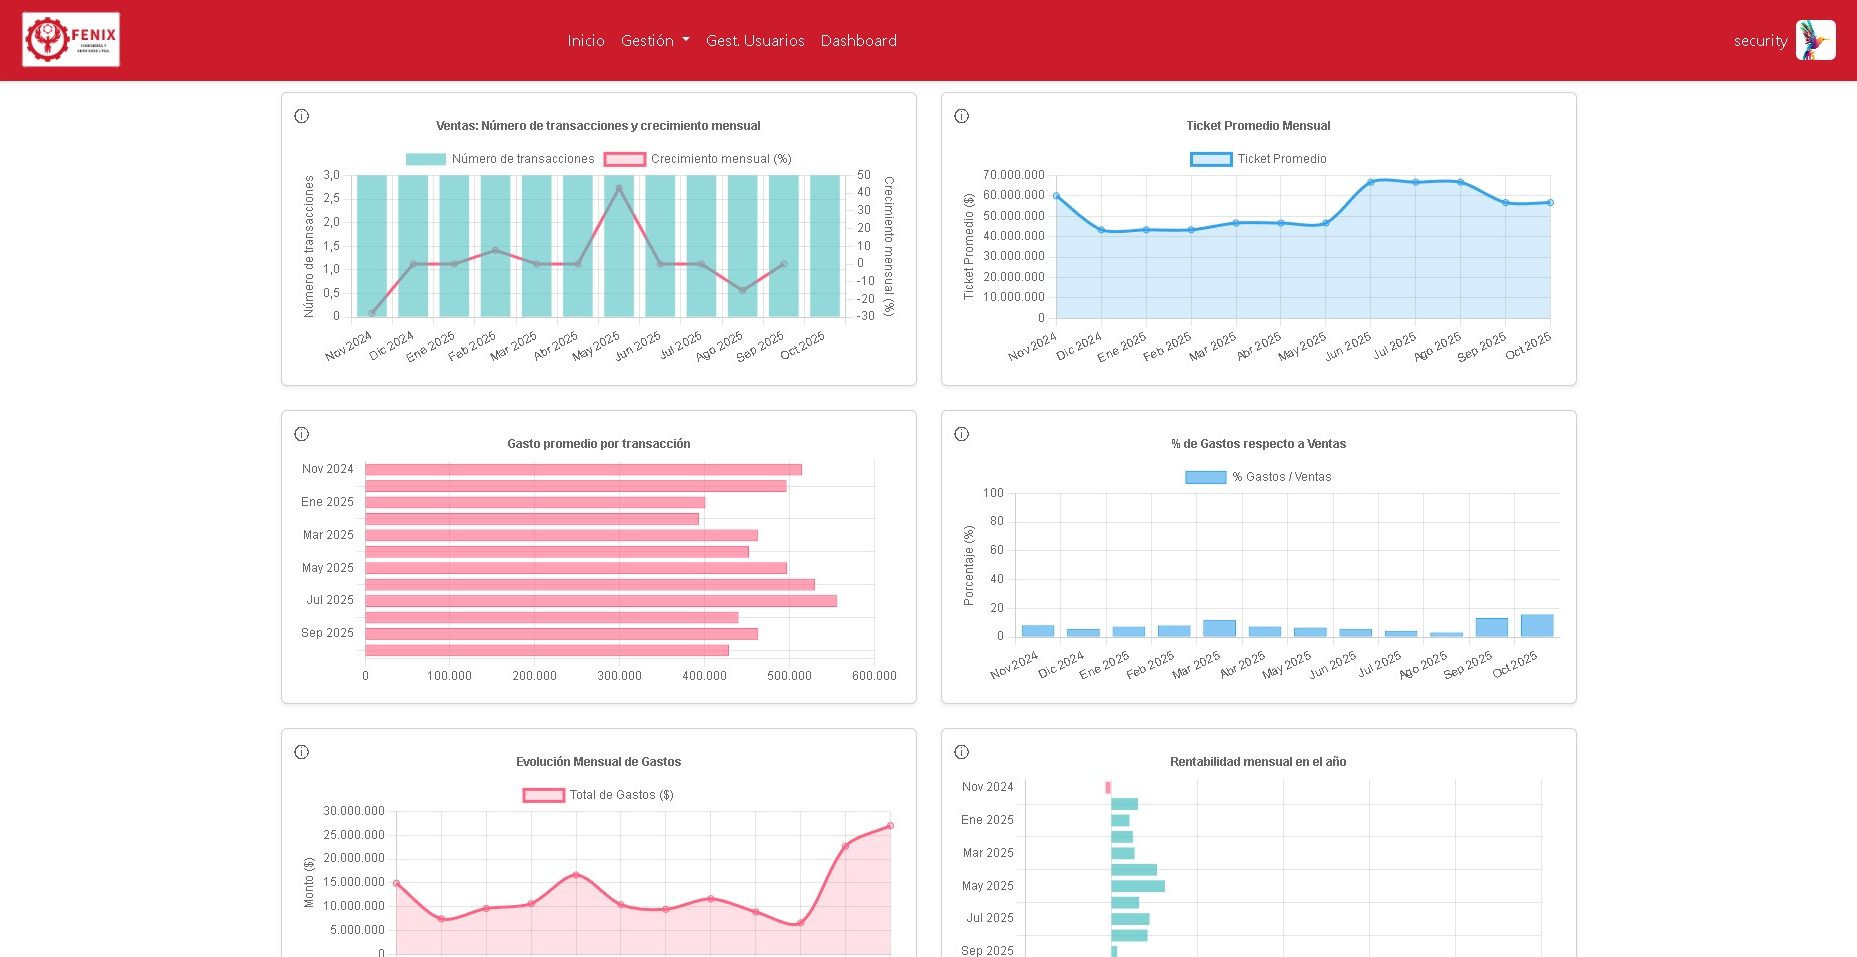 FENIX
INGENIERÍA Y
SERVICIOS LTDA.
Inicio Gestión Gest. Usuarios Dashboard
security
Ventas: Número de transacciones y crecimiento mensual
Número de transacciones Crecimiento mensual (%)
Número de transacciones
3,0
2,5
2,0
1,5
1,0
0,5
0
50
40
30
20
10
0
-10
-20
-30
Crecimiento mensual (%)
Nov 2024 Dic 2024 Ene 2025 Feb 2025 Mar 2025 Abr 2025 May 2025 Jun 2025 Jul 2025 Ago 2025 Sep 2025 Oct 2025
Ticket Promedio Mensual
Ticket Promedio
Ticket Promedio ($)
70.000.000
60.000.000
50.000.000
40.000.000
30.000.000
20.000.000
10.000.000
0
Nov 2024 Dic 2024 Ene 2025 Feb 2025 Mar 2025 Abr 2025 May 2025 Jun 2025 Jul 2025 Ago 2025 Sep 2025 Oct 2025
Gasto promedio por transacción
Nov 2024
Ene 2025
Mar 2025
May 2025
Jul 2025
Sep 2025
0 100.000 200.000 300.000 400.000 500.000 600.000
% de Gastos respecto a Ventas
% Gastos / Ventas
Porcentaje (%)
100
80
60
40
20
0
Nov 2024 Dic 2024 Ene 2025 Feb 2025 Mar 2025 Abr 2025 May 2025 Jun 2025 Jul 2025 Ago 2025 Sep 2025 Oct 2025
Evolución Mensual de Gastos
Total de Gastos ($)
Monto ($)
30.000.000
25.000.000
20.000.000
15.000.000
10.000.000
5.000.000
0
Rentabilidad mensual en el año
Nov 2024
Ene 2025
Mar 2025
May 2025
Jul 2025
Sep 2025